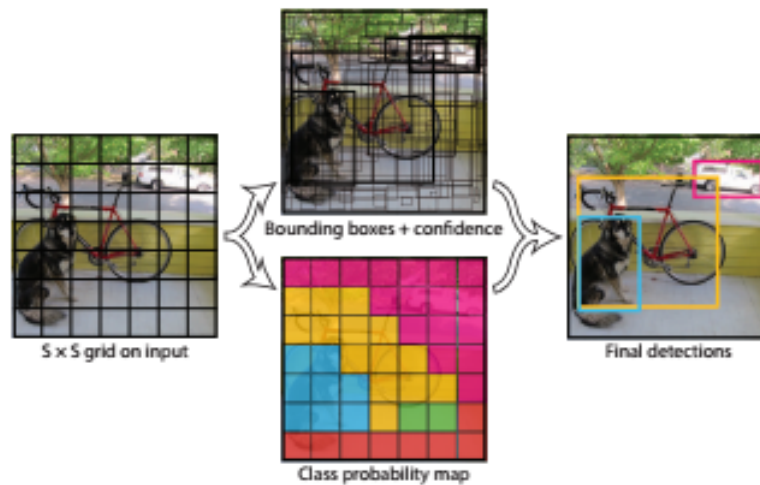 Bounding boxes + confidence
S × S grid on input
Final detections
Class probability map